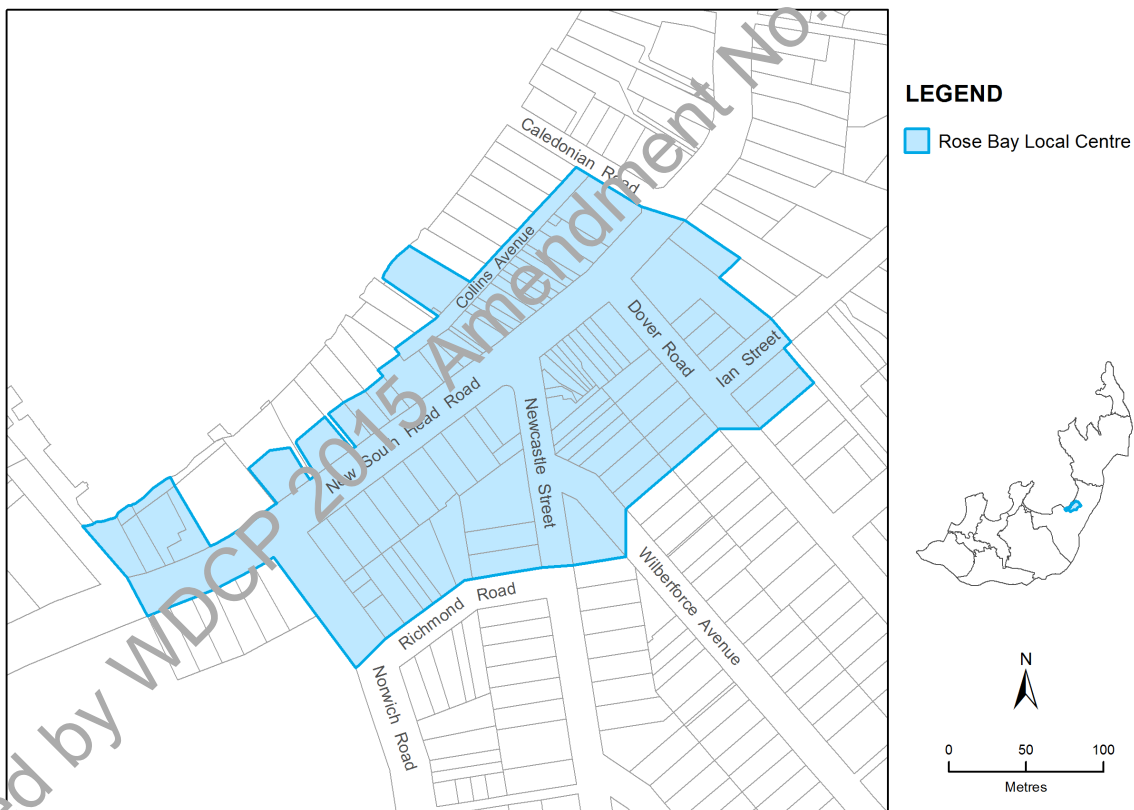 Caledonian Road
Collins Avenue
Dover Road
Ian Street
New South Head Road
Newcastle Street
Richmond Road
Wilberforce Avenue
Norwich Road
ed by WDCP 2015 Amendment No.
LEGEND
Rose Bay Local Centre
N
0 50 100
Metres